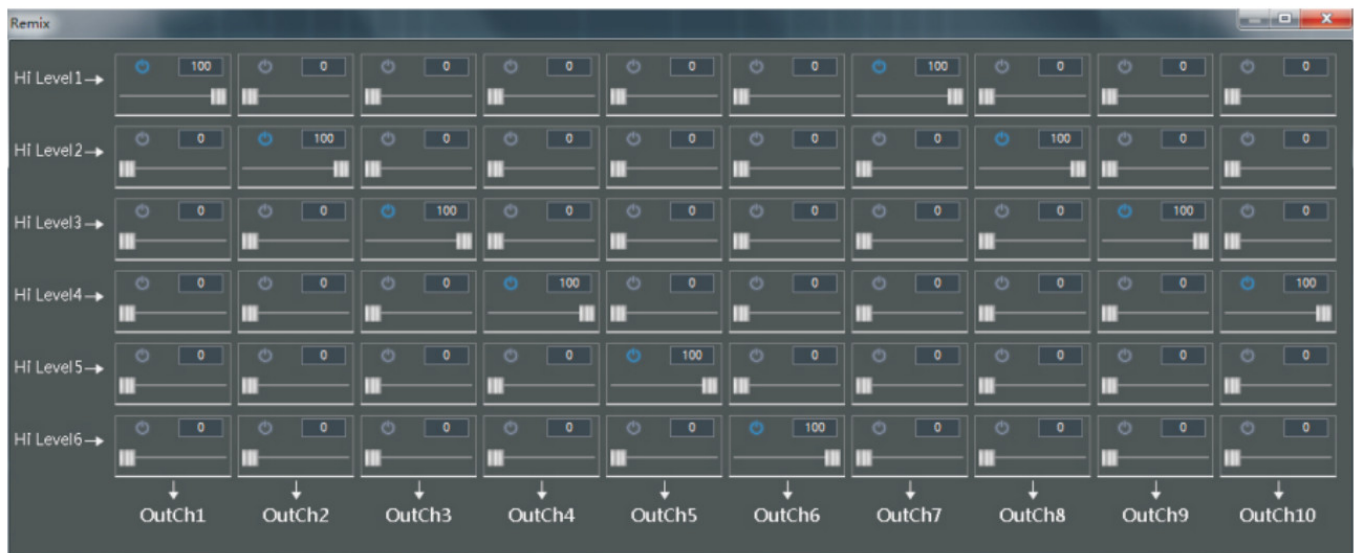 Remix
Hi Level1→ 100 0 0 0 0 0 100 0 0 0
Hi Level2→ 0 100 0 0 0 0 0 100 0 0
Hi Level3→ 0 0 100 0 0 0 0 0 100 0
Hi Level4→ 0 0 0 100 0 0 0 0 0 100
Hi Level5→ 0 0 0 0 100 0 0 0 0 0
Hi Level6→ 0 0 0 0 0 100 0 0 0 0
OutCh1 OutCh2 OutCh3 OutCh4 OutCh5 OutCh6 OutCh7 OutCh8 OutCh9 OutCh10